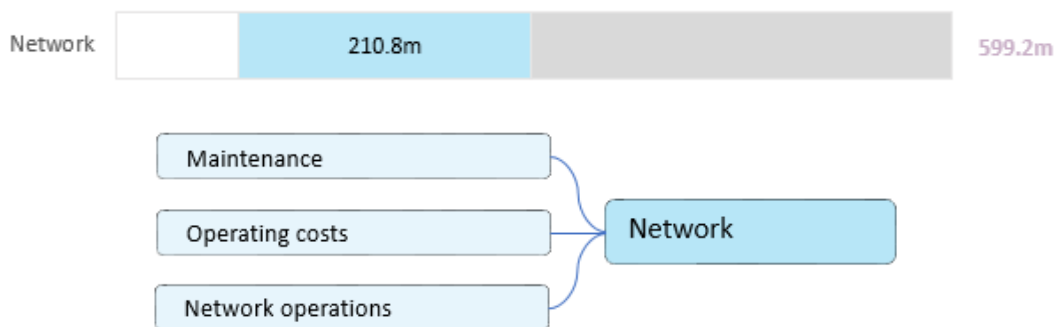 Network
210.8m
599.2m
Maintenance
Operating costs
Network
Network operations